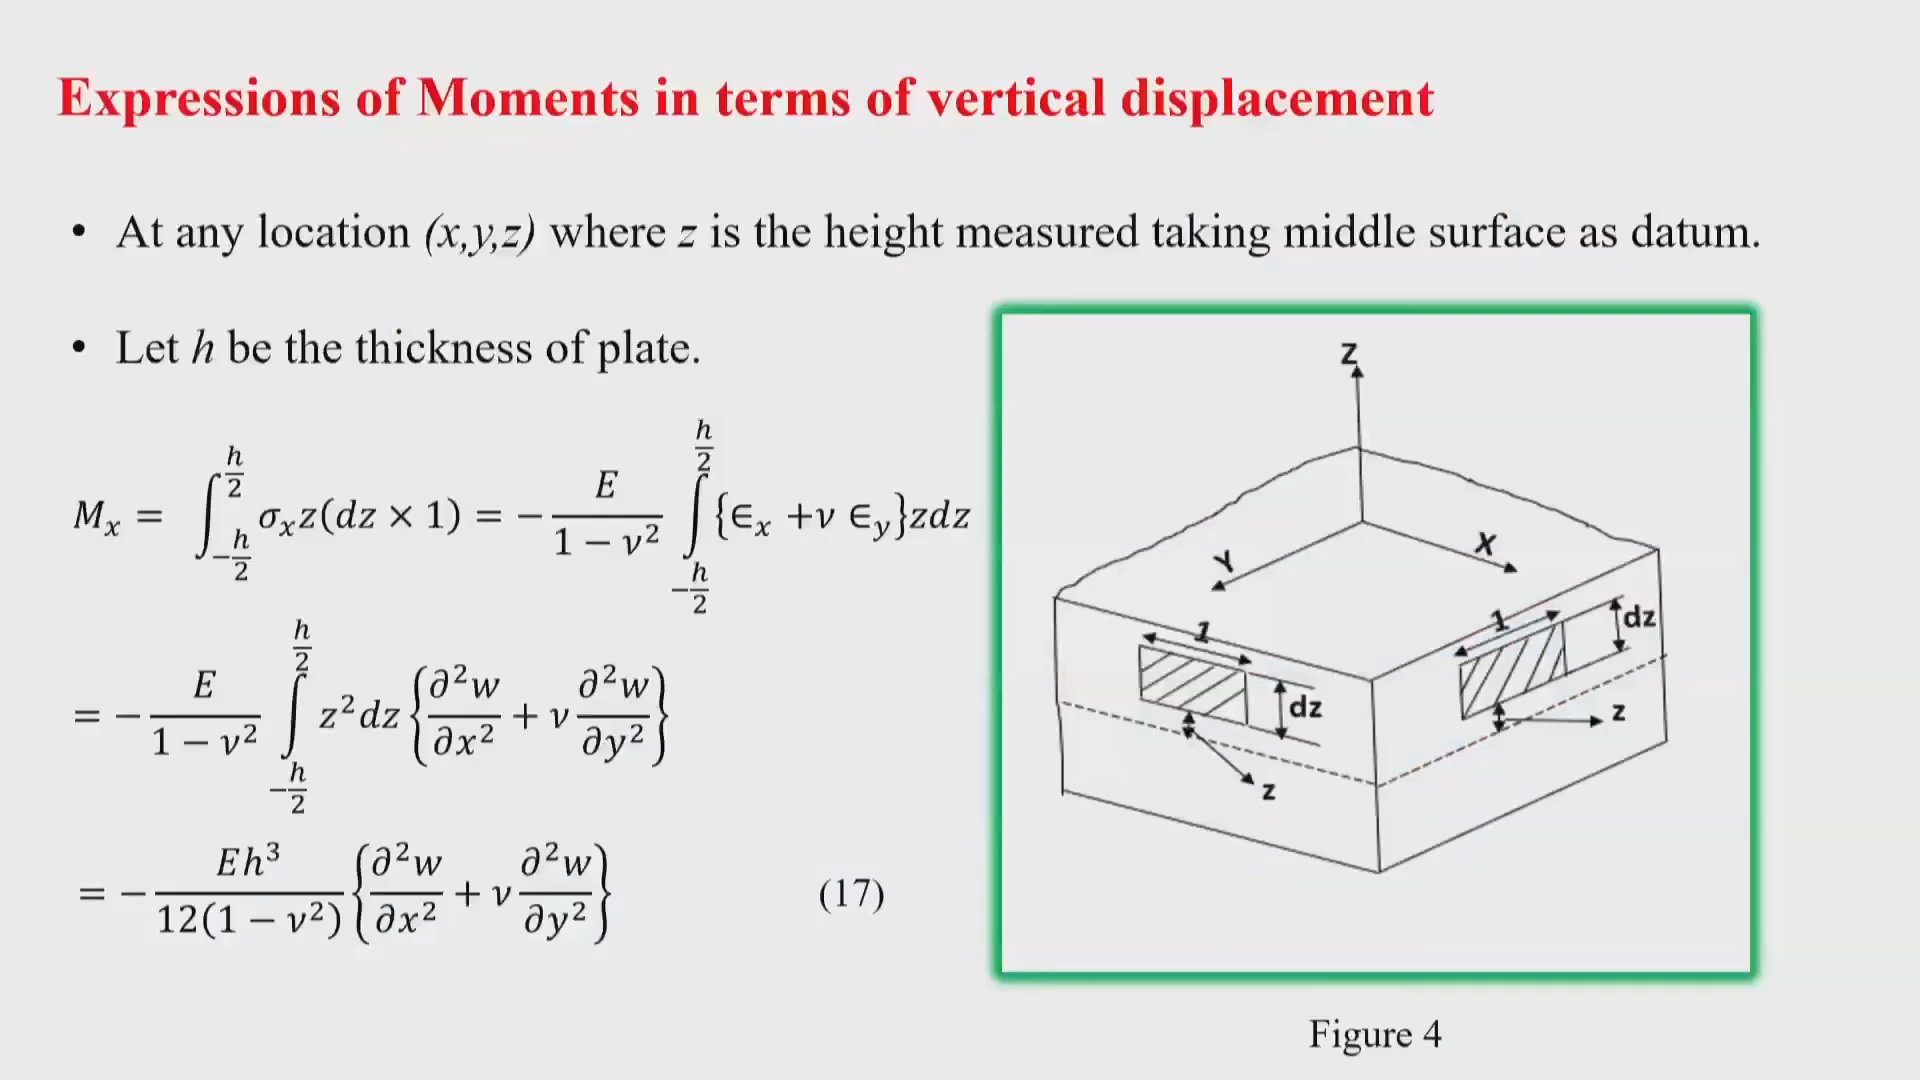 Expressions of Moments in terms of vertical displacement
• At any location (x,y,z) where z is the height measured taking middle surface as datum.
• Let h be the thickness of plate.
M_x = ∫_{-h/2}^{h/2} σ_x z(dz × 1) = − E/(1 − ν²) ∫_{-h/2}^{h/2} {∈_x +ν ∈_y}zdz
= − E/(1 − ν²) ∫_{-h/2}^{h/2} z²dz {∂²w/∂x² + ν ∂²w/∂y²}
= − Eh³/12(1 − ν²) {∂²w/∂x² + ν ∂²w/∂y²} (17)
Z
Y
X
1
dz
z
1
dz
z
Figure 4